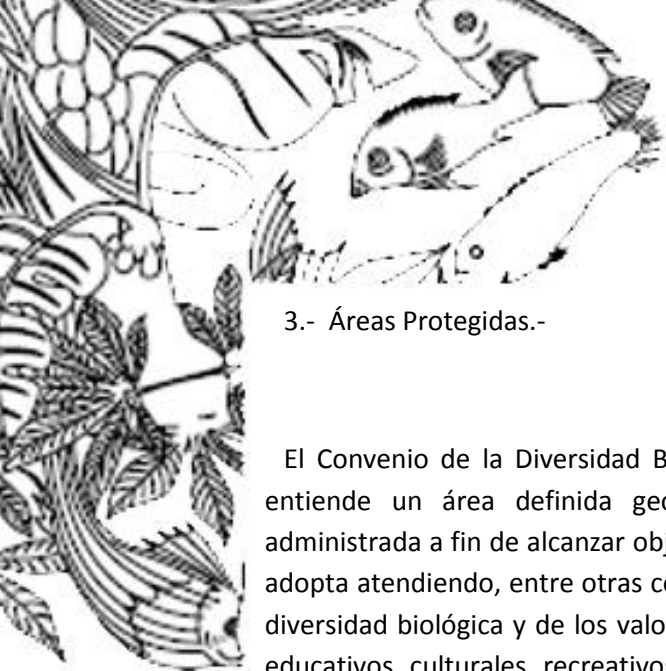 3.- Áreas Protegidas.-
El Convenio de la Diversidad
entiende un área definida
administrada a fin de alcanzar
adopta atendiendo, entre otras
diversidad biológica y de los
educativos culturales